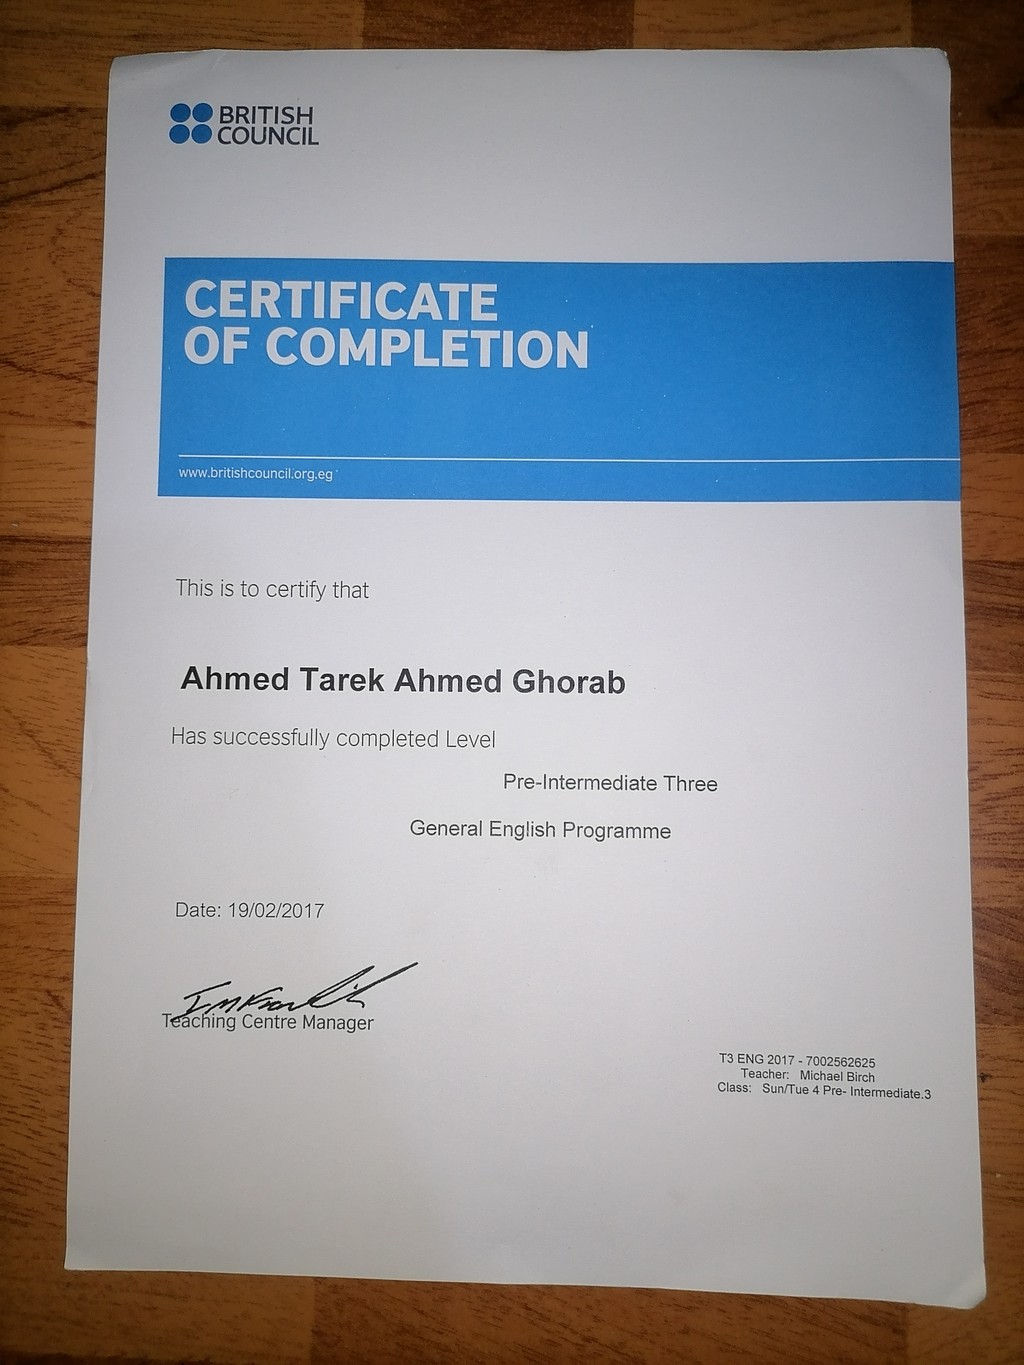 BRITISH
COUNCIL
CERTIFICATE
OF COMPLETION
www.britishcouncil.org.eg
This is to certify that
Ahmed Tarek Ahmed Ghorab
Has successfully completed Level
Pre-Intermediate Three
General English Programme
Date: 19/02/2017
Teaching Centre Manager
T3 ENG 2017 - 7002562625
Teacher: Michael Birch
Class: Sun/Tue 4 Pre- Intermediate.3